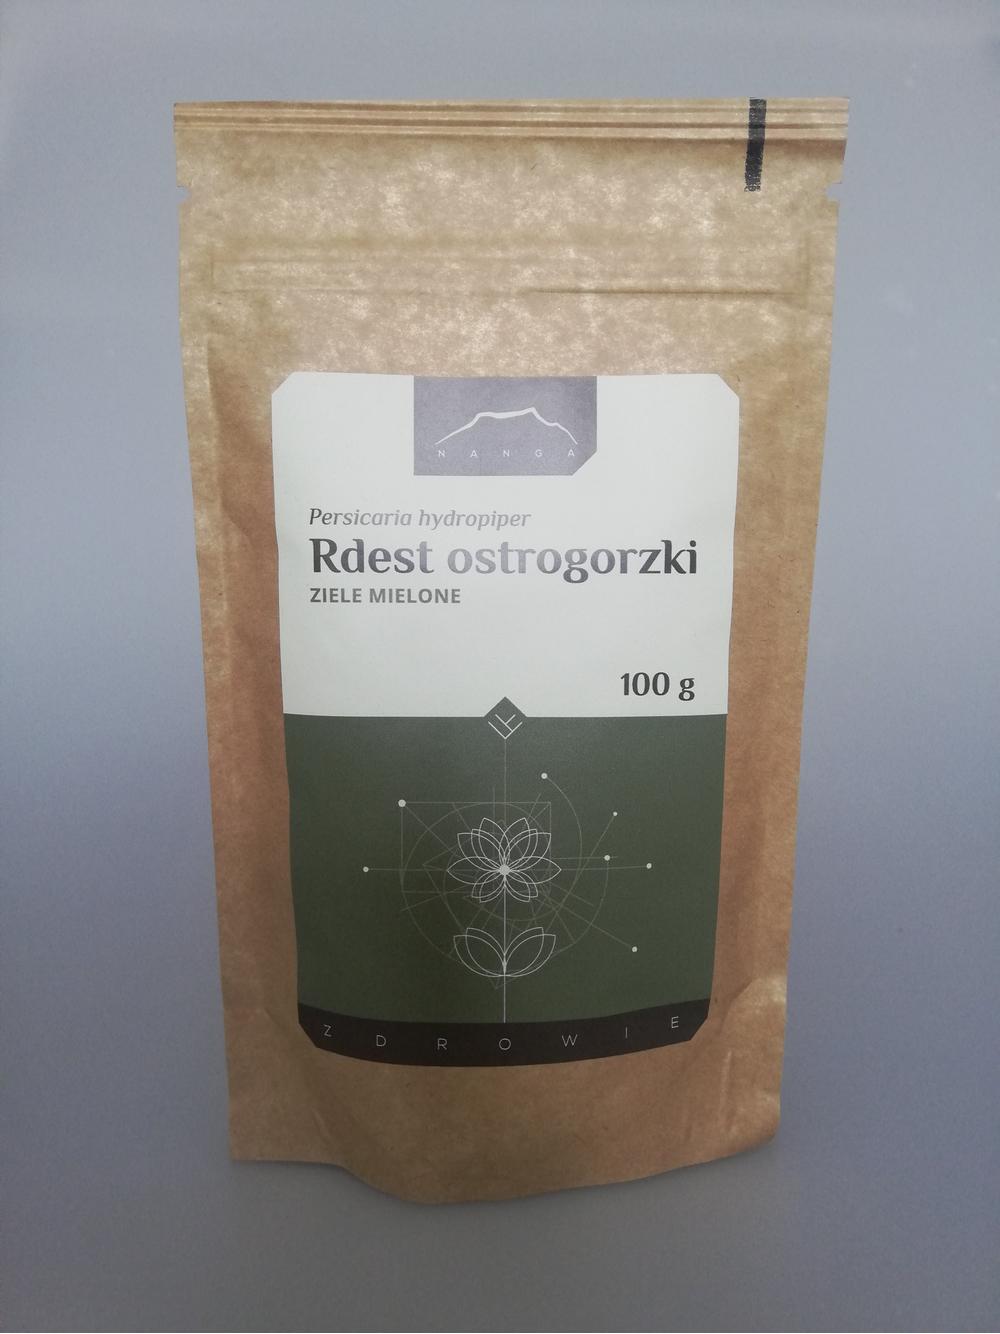 NANGA
Persicaria hydropiper
Rdest ostrogorzki
ZIELE MIELONE
100 g
ZDROWIE